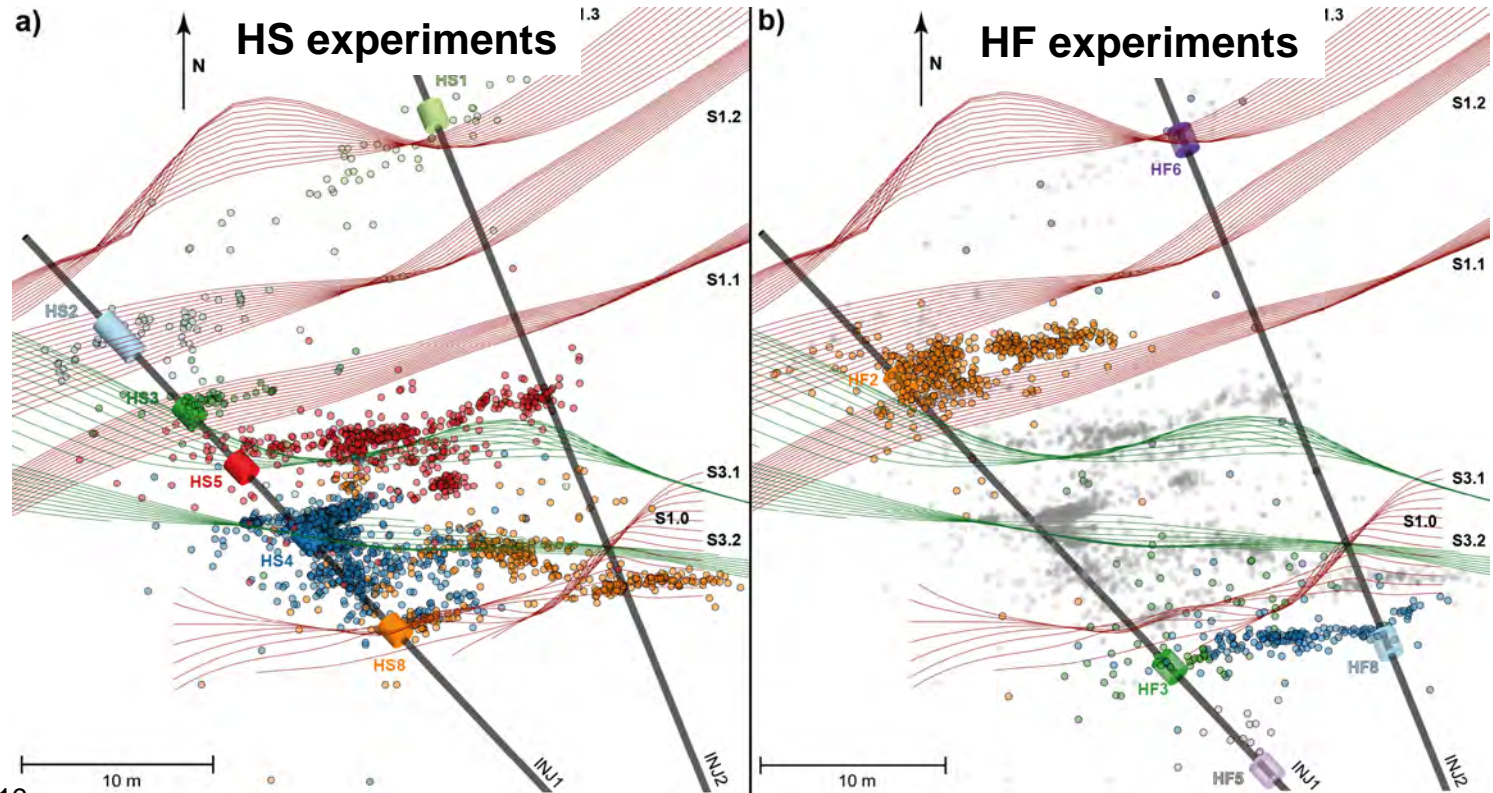 a)
HS experiments
1.3
N
HS1
S1.2
S1.1
HS2
HS3
HS5
S3.1
S1.0
S3.2
HS4
HS8
10 m
INJ1
INJ2
b)
HF experiments
1.3
N
S1.2
HF6
S1.1
HF2
S3.1
S1.0
S3.2
HF3
HF8
HF5
10 m
INJ1
INJ2